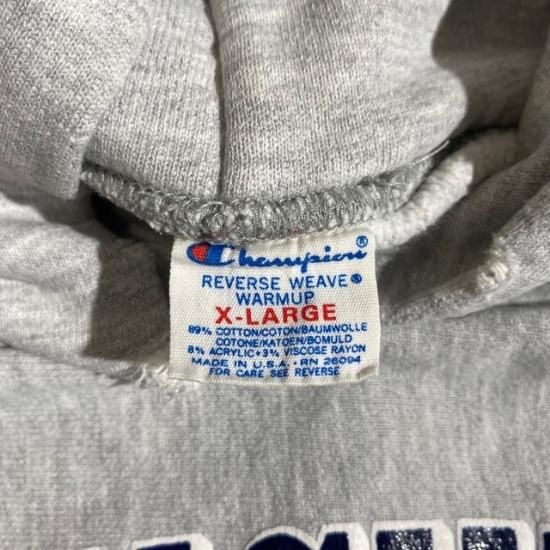 Champion®
REVERSE WEAVE®
WARMUP
X-LARGE
89% COTTON/COTON/BAUMWOLLE
COTONE/KATOEN/BOMULD
8% ACRYLIC•3% VISCOSE RAYON
MADE IN U.S.A.•RN 26094
FOR CARE SEE REVERSE